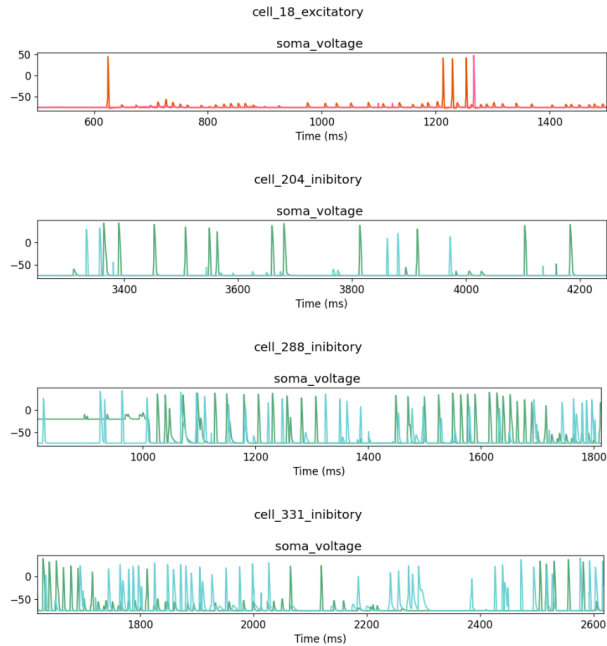 cell_18_excitatory
soma_voltage
50
0
−50
600 800 1000 1200 1400
Time (ms)
cell_204_inibitory
soma_voltage
0
−50
3400 3600 3800 4000 4200
Time (ms)
cell_288_inibitory
soma_voltage
0
−50
1000 1200 1400 1600 1800
Time (ms)
cell_331_inibitory
soma_voltage
0
−50
1800 2000 2200 2400 2600
Time (ms)